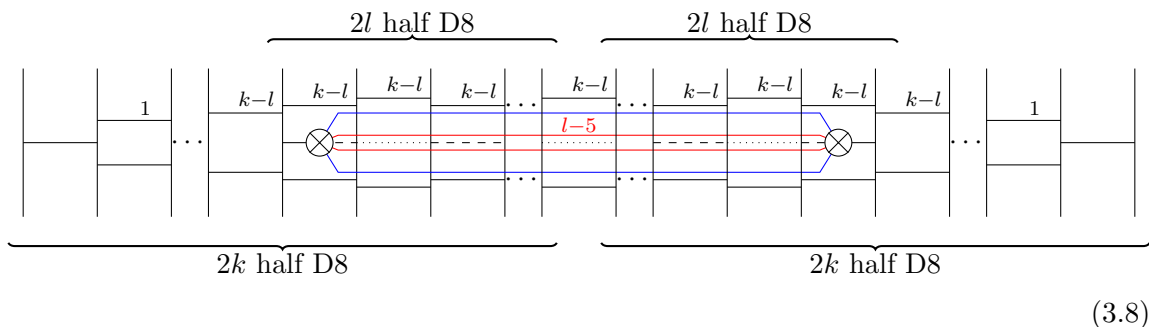 2l half D8 2l half D8
1 k−l k−l k−l k−l k−l k−l k−l k−l k−l 1
··· ··· ··· ···
l−5
··· ···
2k half D8 2k half D8
(3.8)